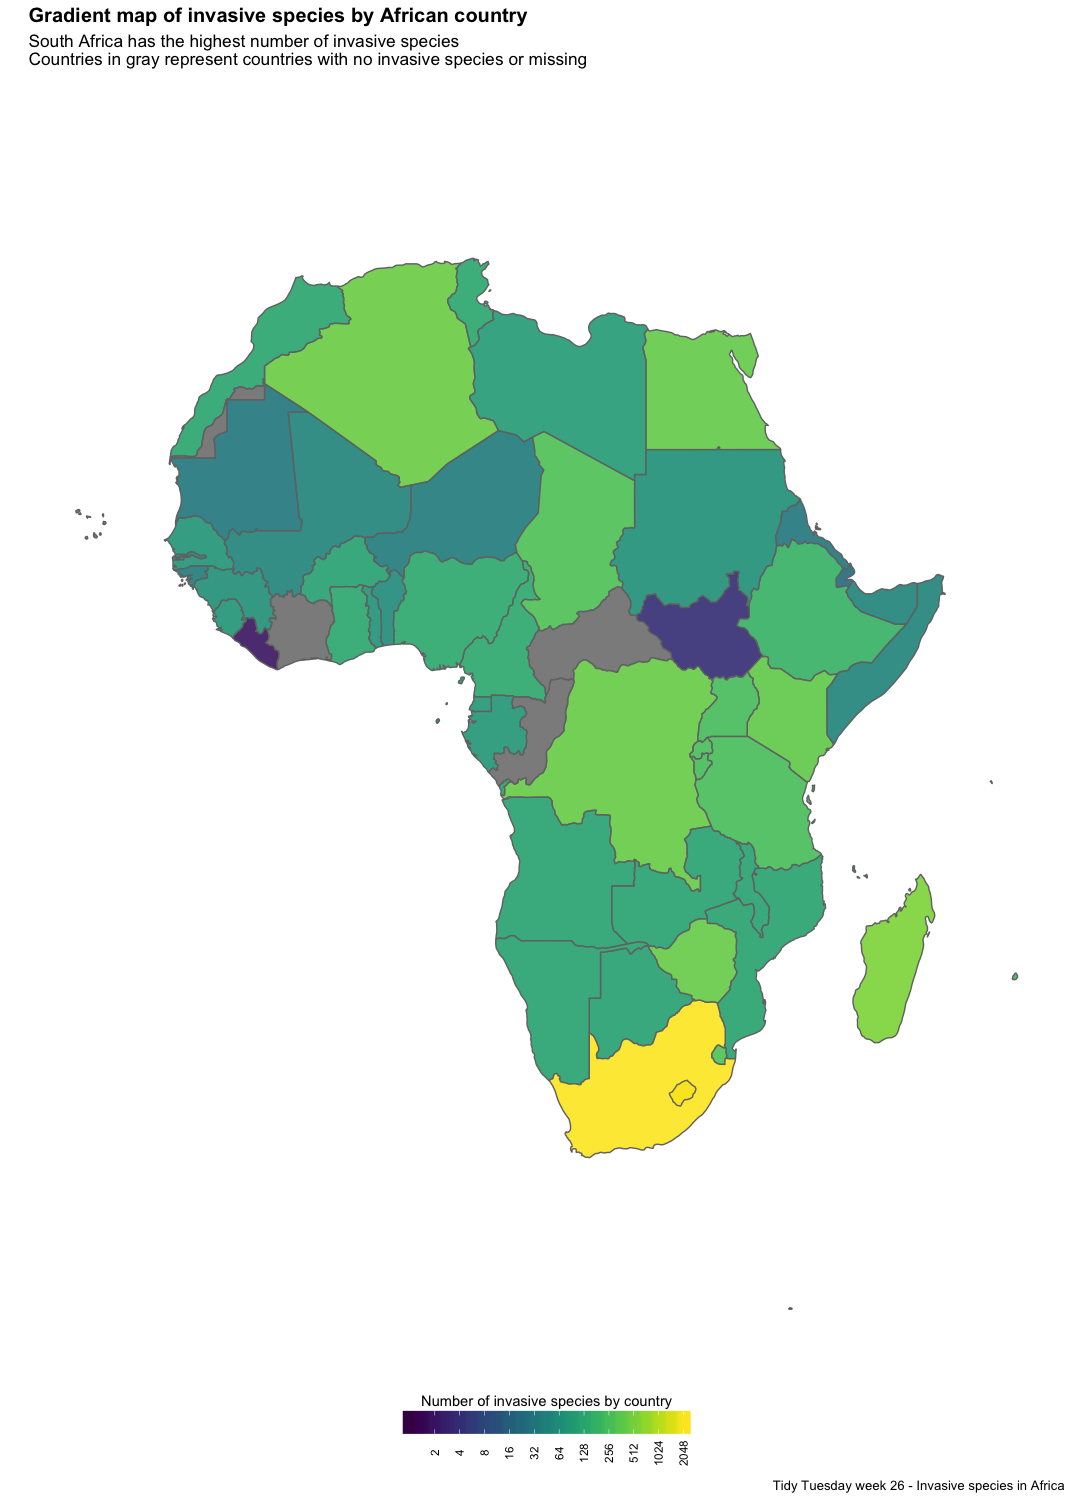 Gradient map of invasive species by African country
South Africa has the highest number of invasive species
Countries in gray represent countries with no invasive species or missing
Number of invasive species by country
2 4 8 16 32 64 128 256 512 1024 2048
Tidy Tuesday week 26 - Invasive species in Africa